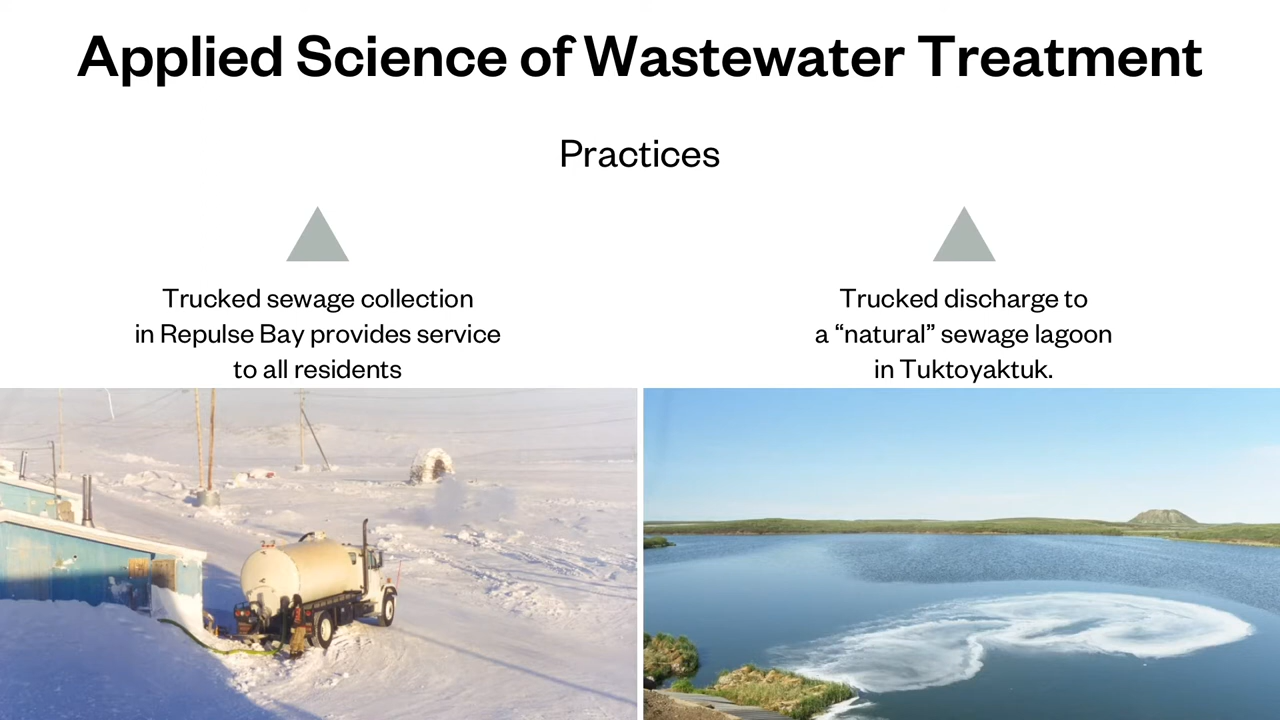 Applied Science of Wastewater Treatment
Practices
Trucked sewage collection
in Repulse Bay provides service
to all residents
Trucked discharge to
a “natural” sewage lagoon
in Tuktoyaktuk.